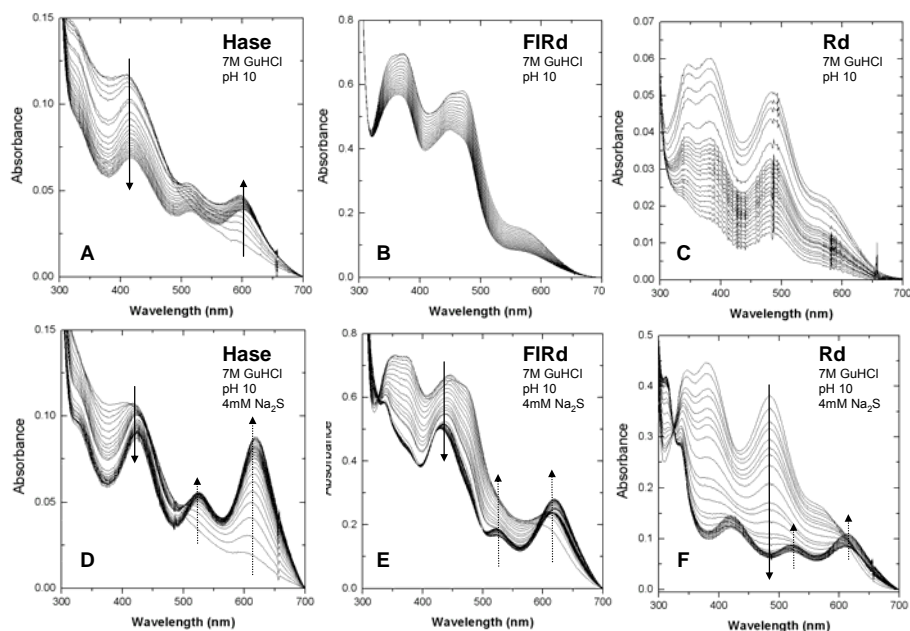 0.15
0.10
0.05
0.00
Absorbance
Hase
7M GuHCl
pH 10
A
300 400 500 600 700
Wavelength (nm)
0.8
0.6
0.4
0.2
0.0
Absorbance
FlRd
7M GuHCl
pH 10
B
300 400 500 600 70
Wavelength (nm)
0.07
0.06
0.05
0.04
0.03
0.02
0.01
0.00
Absorbance
Rd
7M GuHCl
pH 10
C
300 400 500 600 700
Wavelength (nm)
0.15
0.10
0.05
0.00
Absorbance
Hase
7M GuHCl
pH 10
4mM Na₂S
D
300 400 500 600 700
Wavelength (nm)
0.8
0.6
0.4
0.2
0.0
Absorbance
FlRd
7M GuHCl
pH 10
4mM Na₂S
E
300 400 500 600 700
Wavelength (nm)
0.5
0.4
0.3
0.2
0.1
0.0
Absorbance
Rd
7M GuHCl
pH 10
4mM Na₂S
F
300 400 500 600 700
Wavelength (nm)